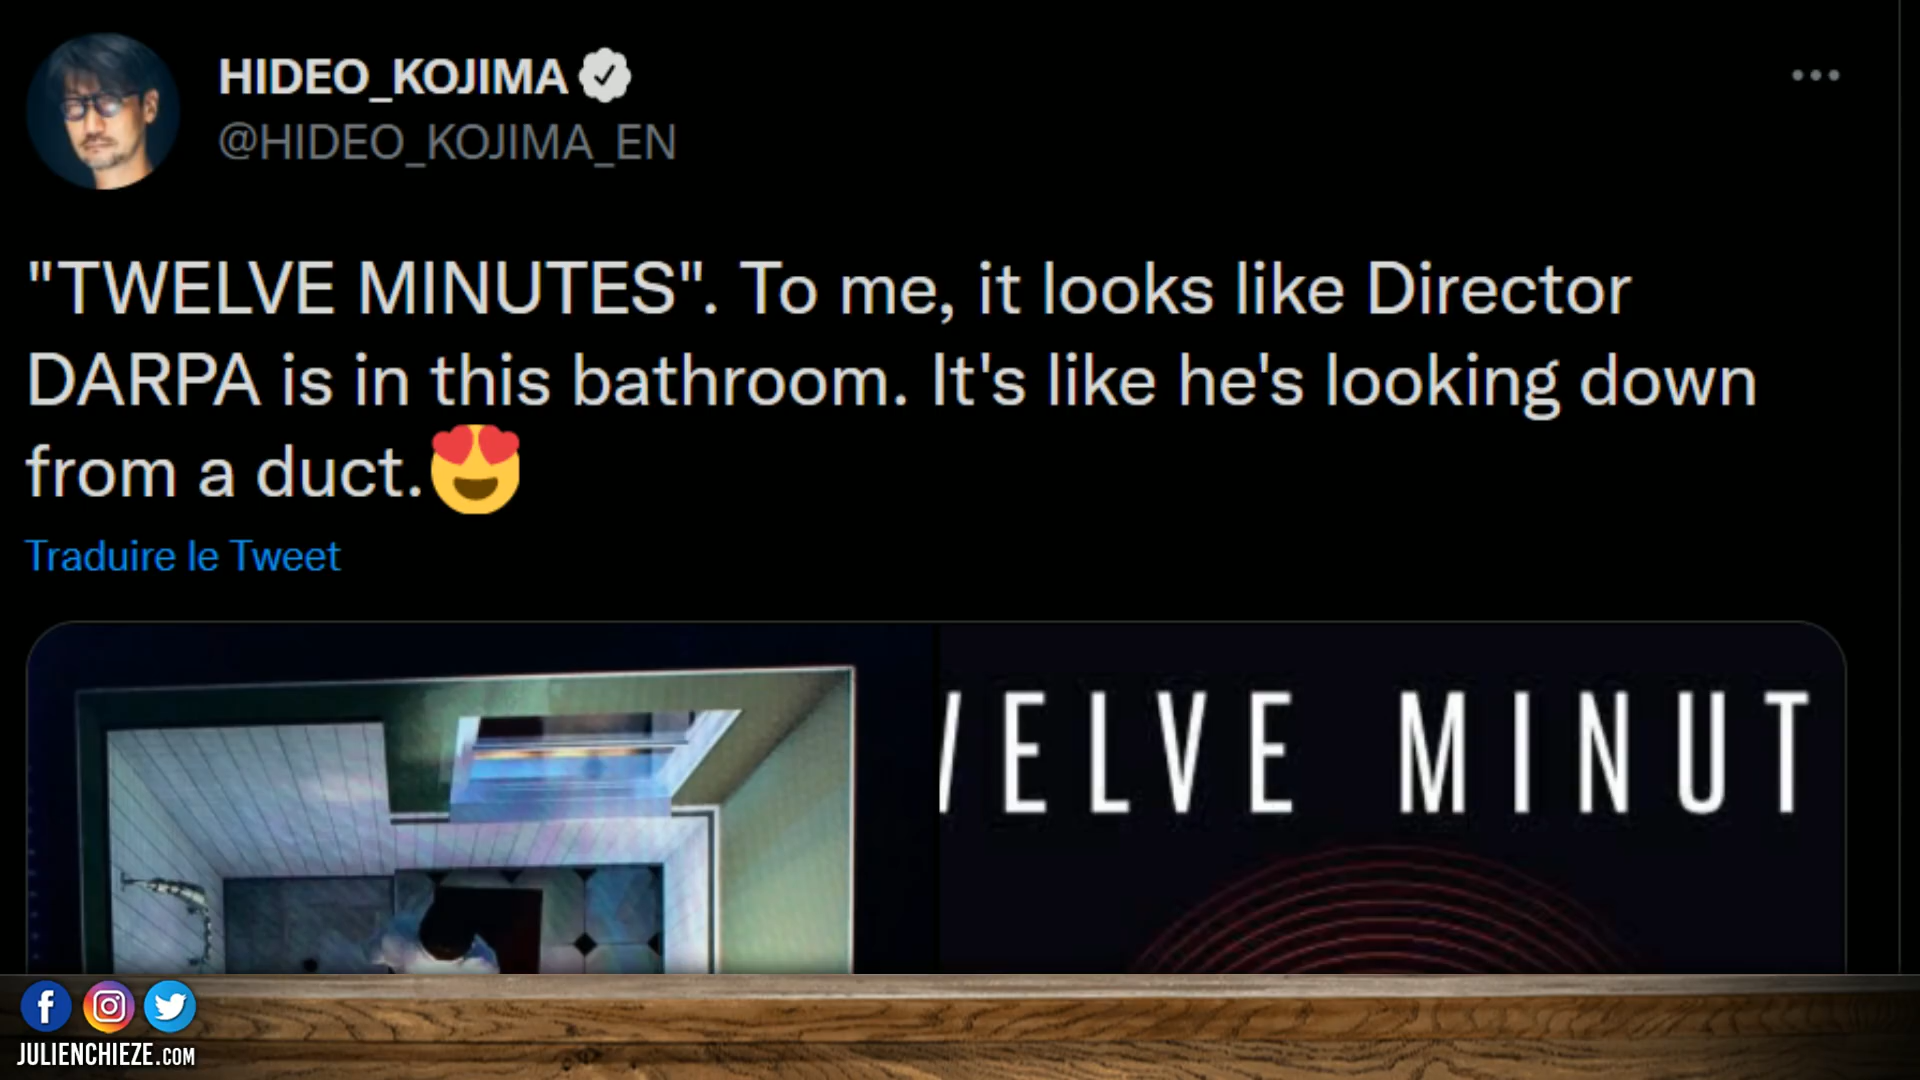 HIDEO_KOJIMA
@HIDEO_KOJIMA_EN
"TWELVE MINUTES". To me, it looks like Director
DARPA is in this bathroom. It's like he's looking down
from a duct.😍
Traduire le Tweet
WELVE MINUT
JULIENCHIEZE.COM